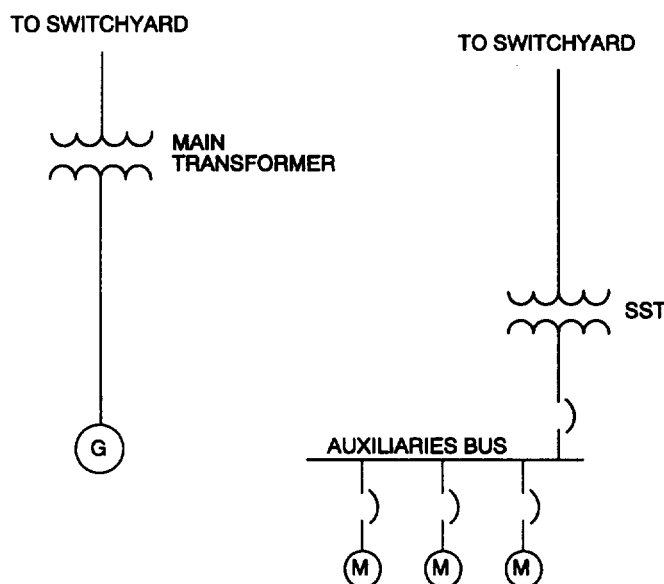 TO SWITCHYARD
TO SWITCHYARD
MAIN
TRANSFORMER
SST
G
AUXILIARIES BUS
M M M